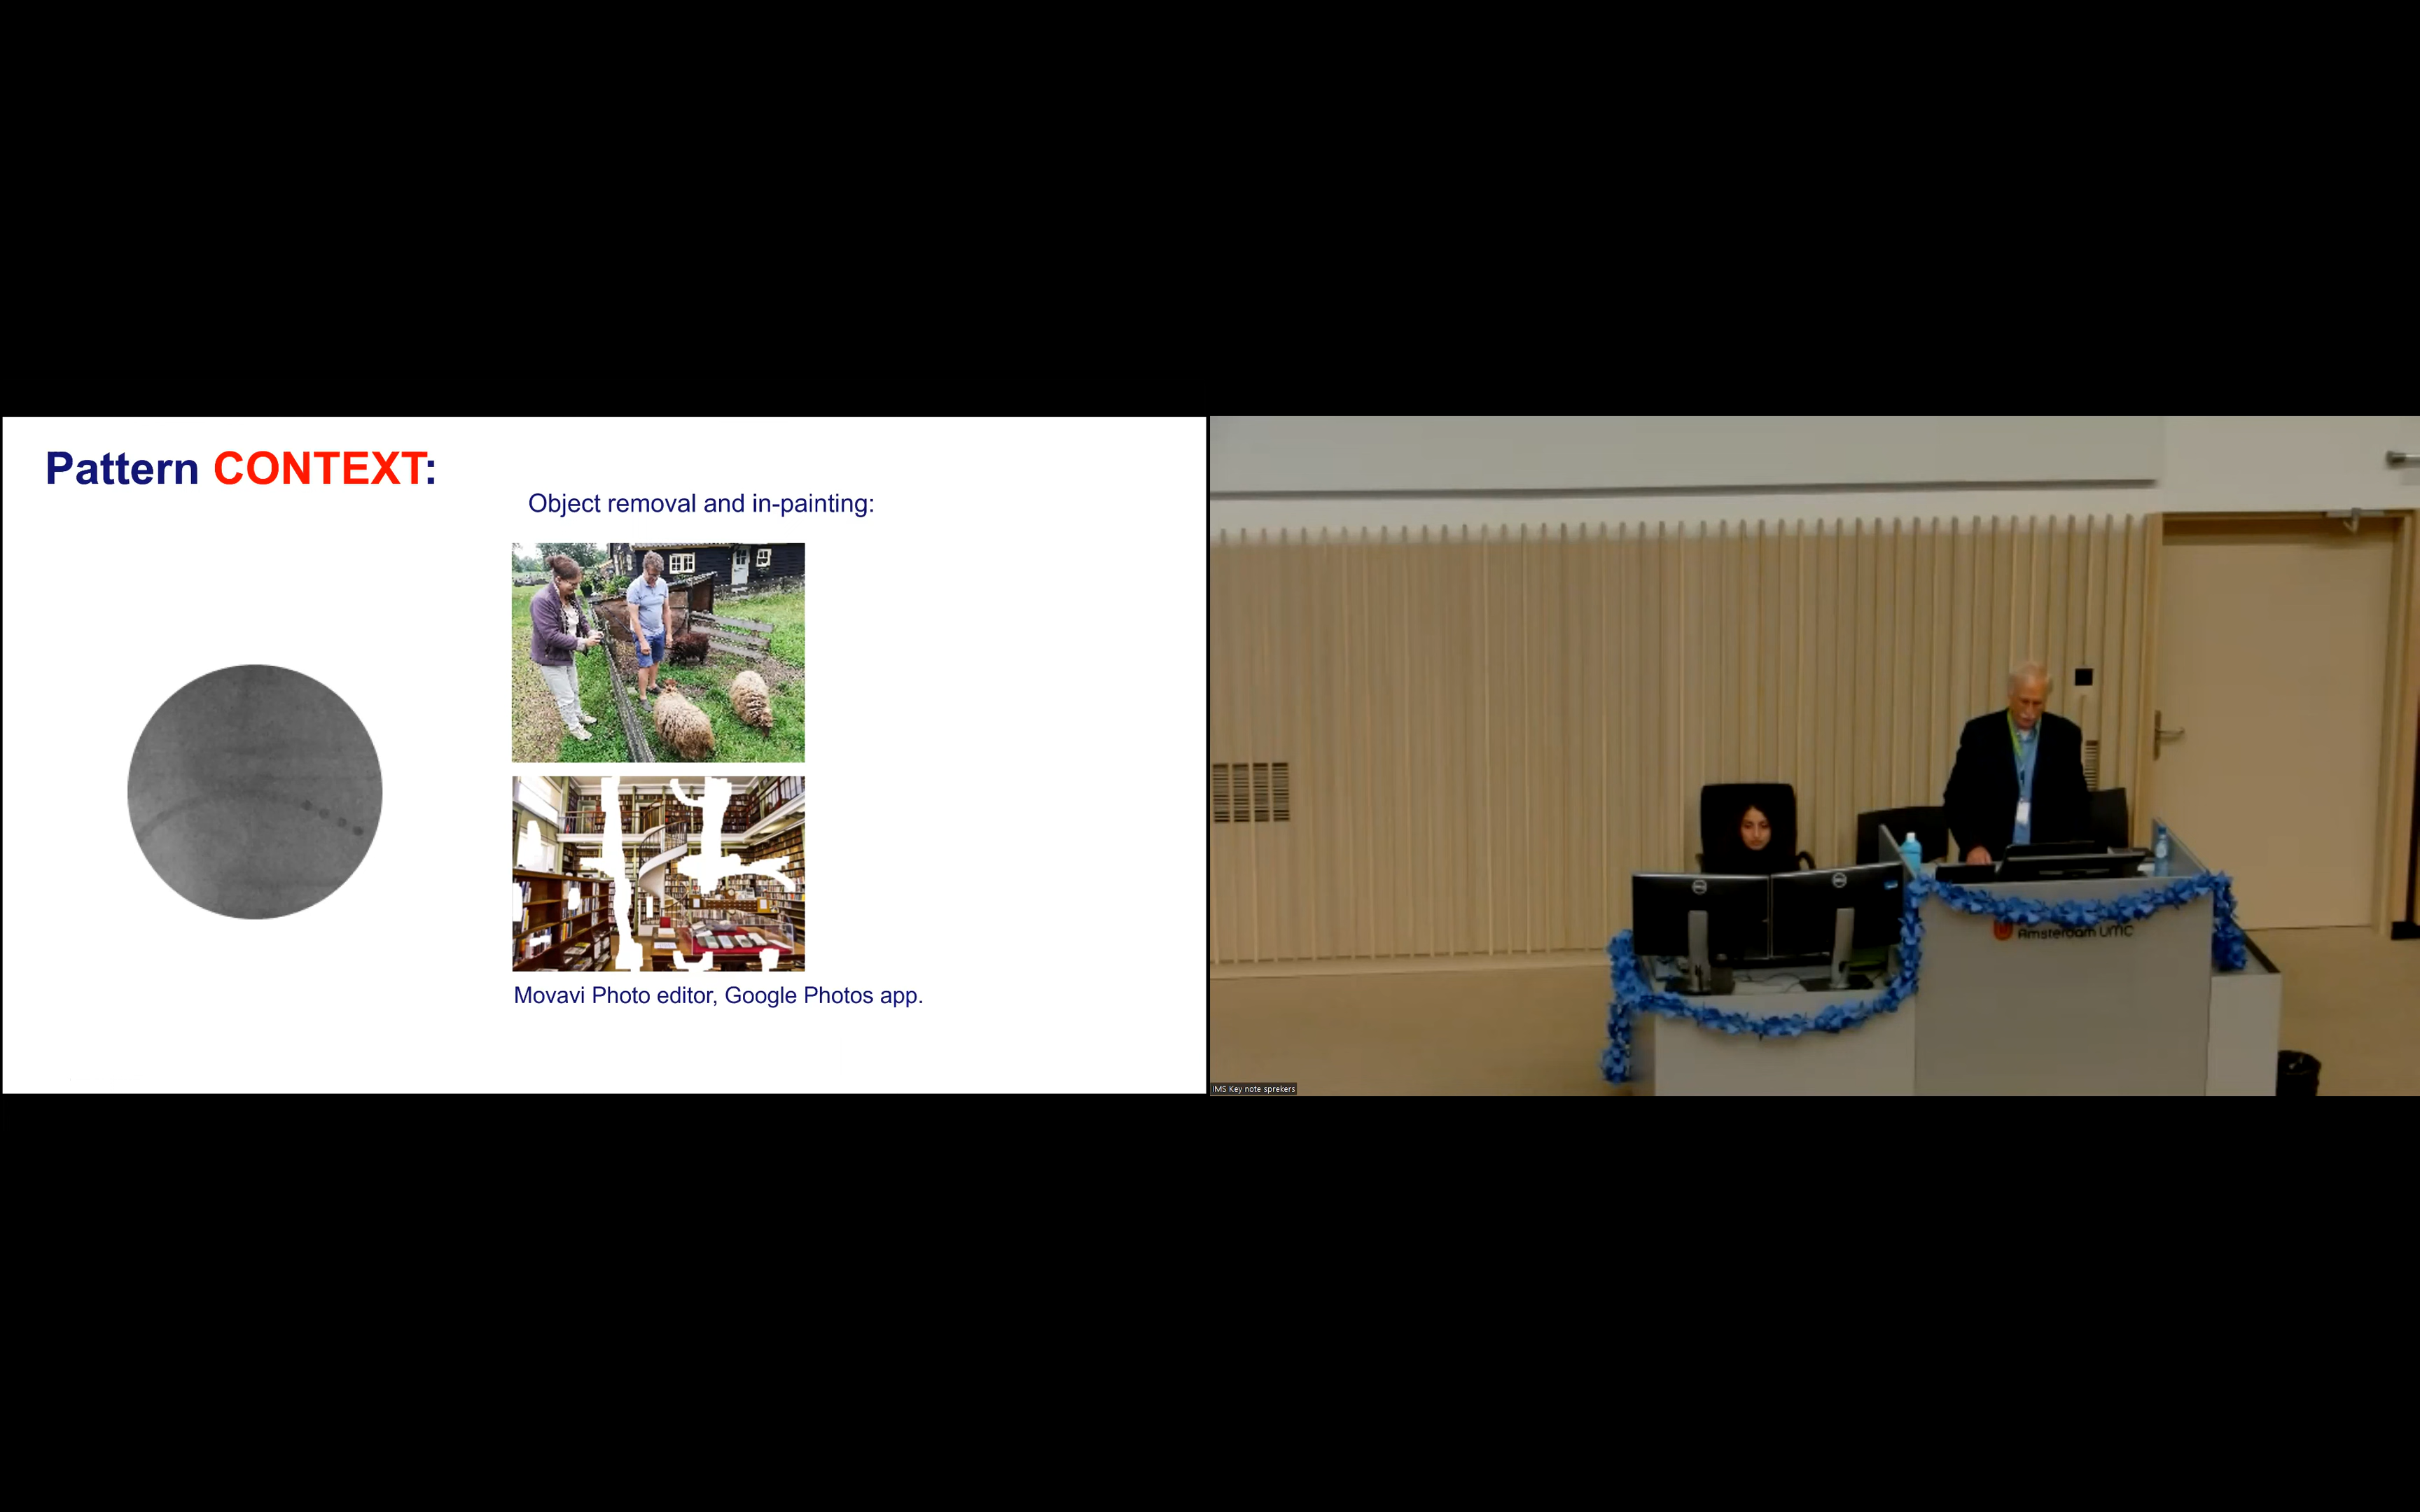 Pattern CONTEXT:
Object removal and in-painting:
Movavi Photo editor, Google Photos app.
Amsterdam UMC
IMS Key note sprekers